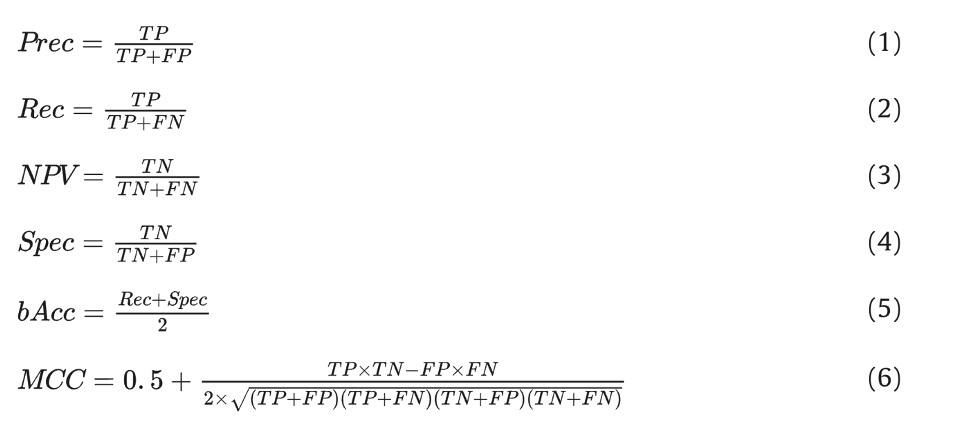 Prec = TP / TP+FP (1)
Rec = TP / TP+FN (2)
NPV = TN / TN+FN (3)
Spec = TN / TN+FP (4)
bAcc = Rec+Spec / 2 (5)
MCC = 0.5 + TP×TN−FP×FN / 2×√(TP+FP)(TP+FN)(TN+FP)(TN+FN) (6)